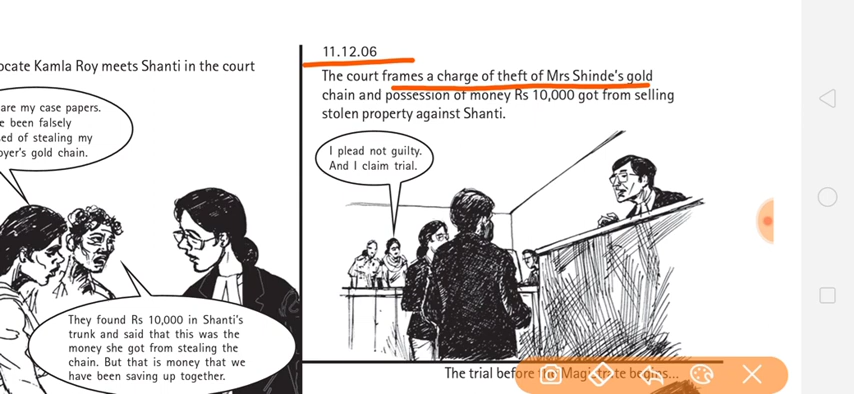 ocate Kamla Roy meets Shanti in the court
are my case papers.
e been falsely
ed of stealing my
oyer's gold chain.
They found Rs 10,000 in Shanti's
trunk and said that this was the
money she got from stealing the
chain. But that is money that we
have been saving up together.
11.12.06
The court frames a charge of theft of Mrs Shinde's gold
chain and possession of money Rs 10,000 got from selling
stolen property against Shanti.
I plead not guilty.
And I claim trial.
The trial before the Magistrate begins...